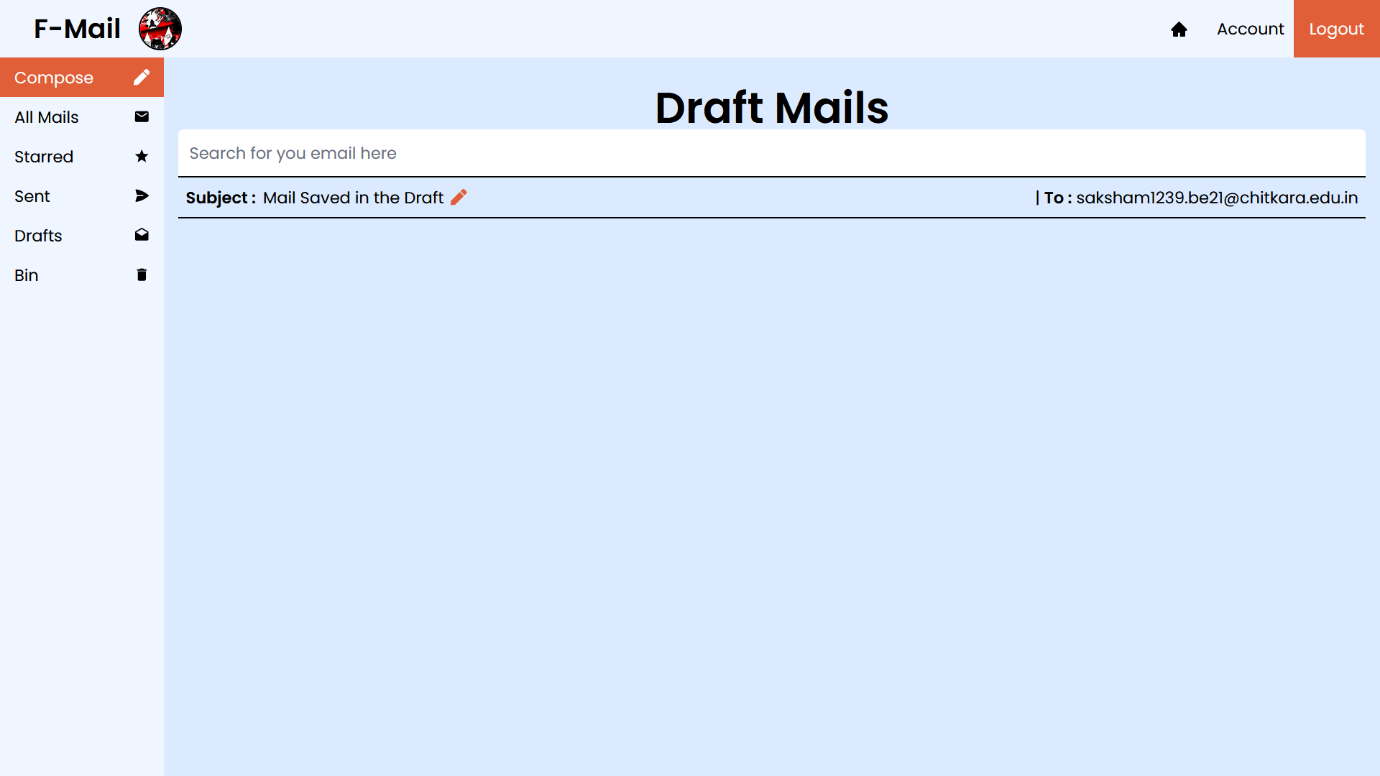 F-Mail
Account
Logout
Compose
All Mails
Starred
Sent
Drafts
Bin
Draft Mails
Search for you email here
Subject : Mail Saved in the Draft | To : saksham1239.be21@chitkara.edu.in